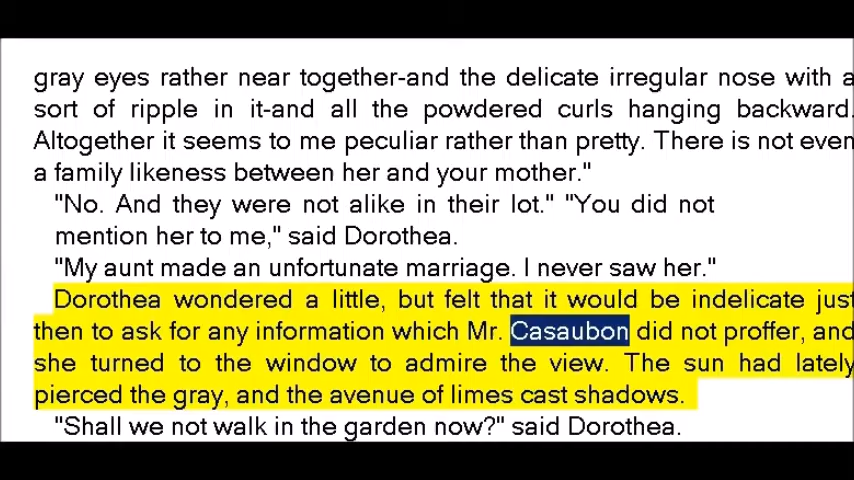 gray eyes rather near together-and the delicate irregular nose with a
sort of ripple in it-and all the powdered curls hanging backward.
Altogether it seems to me peculiar rather than pretty. There is not even
a family likeness between her and your mother."
"No. And they were not alike in their lot." "You did not
mention her to me," said Dorothea.
"My aunt made an unfortunate marriage. I never saw her."
Dorothea wondered a little, but felt that it would be indelicate just
then to ask for any information which Mr. Casaubon did not proffer, and
she turned to the window to admire the view. The sun had lately
pierced the gray, and the avenue of limes cast shadows.
"Shall we not walk in the garden now?" said Dorothea.